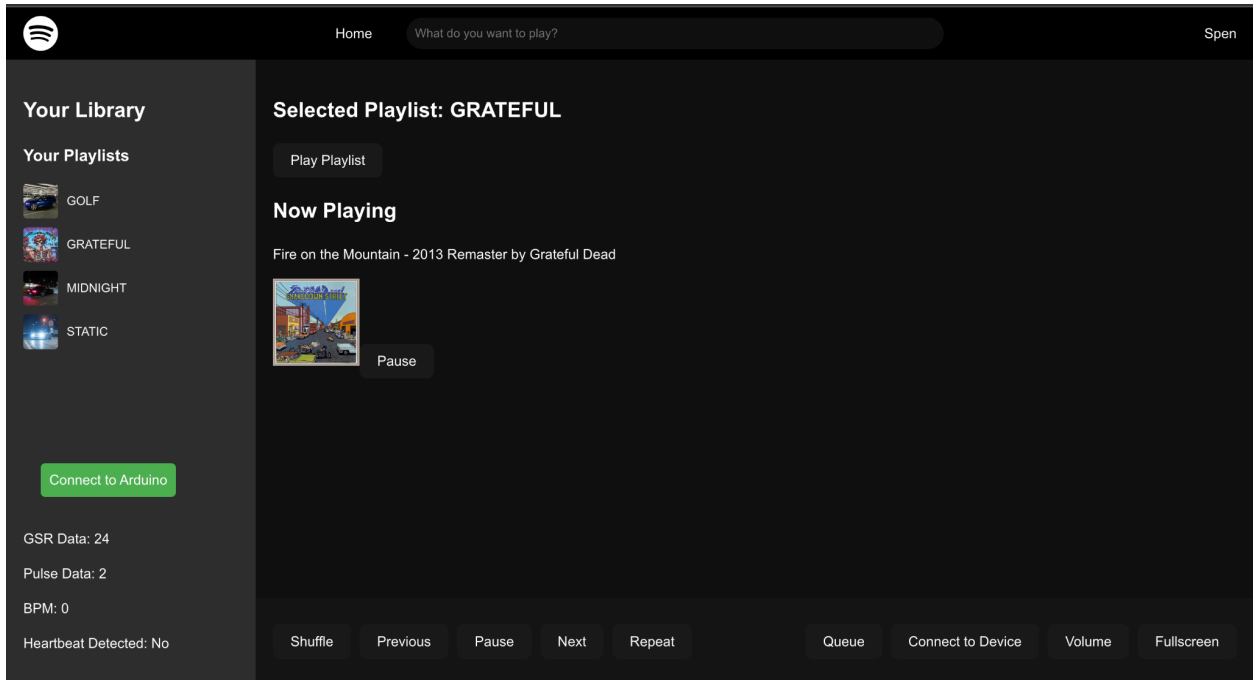 Home What do you want to play? Spen
Your Library
Your Playlists
GOLF
GRATEFUL
MIDNIGHT
STATIC
Connect to Arduino
GSR Data: 24
Pulse Data: 2
BPM: 0
Heartbeat Detected: No
Selected Playlist: GRATEFUL
Play Playlist
Now Playing
Fire on the Mountain - 2013 Remaster by Grateful Dead
SHAKEDOWN STREET
Pause
Shuffle Previous Pause Next Repeat Queue Connect to Device Volume Fullscreen